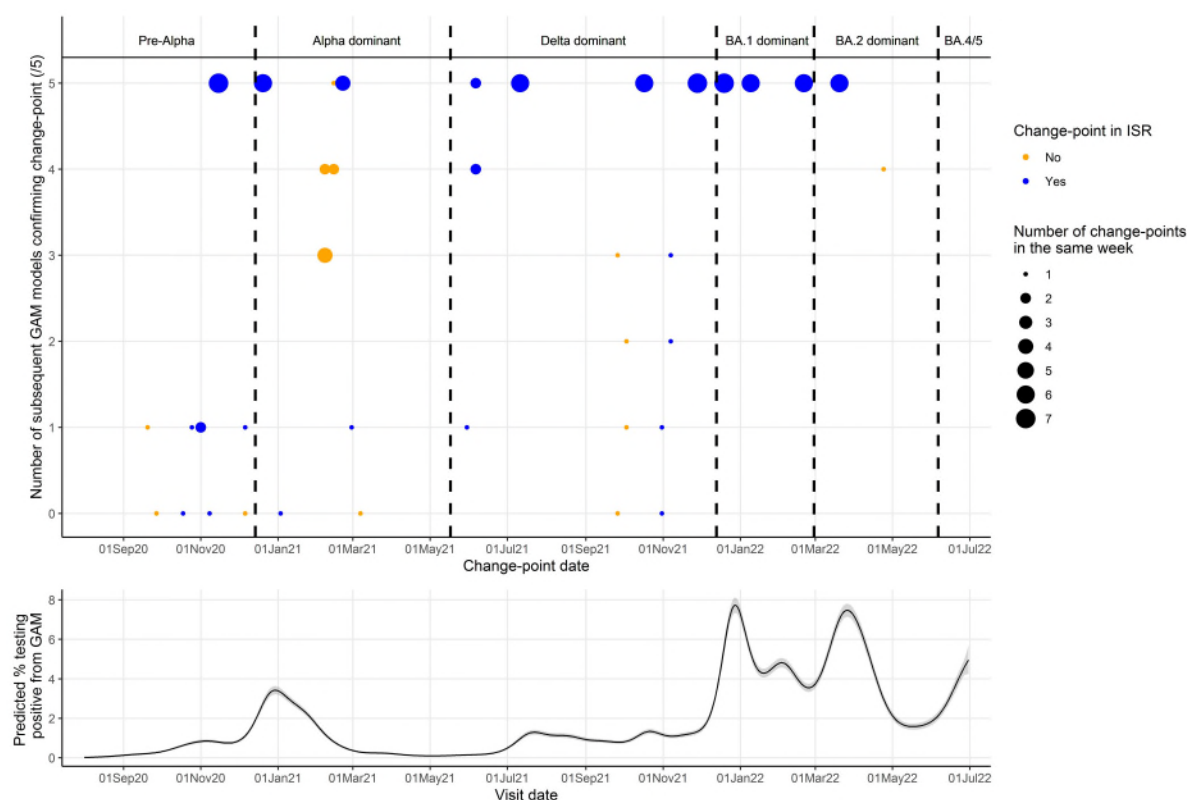 Pre-Alpha Alpha dominant Delta dominant BA.1 dominant BA.2 dominant BA.4/5
Number of subsequent GAM models confirming change-point (/5)
5
4
3
2
1
0
01Sep20 01Nov20 01Jan21 01Mar21 01May21 01Jul21 01Sep21 01Nov21 01Jan22 01Mar22 01May22 01Jul22
Change-point date
Change-point in ISR
No
Yes
Number of change-points
in the same week
1
2
3
4
5
6
7
Predicted % testing
positive from GAM
8
6
4
2
0
01Sep20 01Nov20 01Jan21 01Mar21 01May21 01Jul21 01Sep21 01Nov21 01Jan22 01Mar22 01May22 01Jul22
Visit date